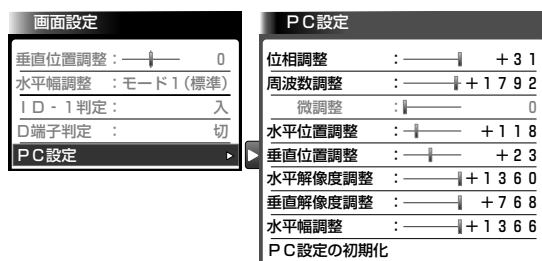 画面設定
垂直位置調整 : 0
水平幅調整 : モード1(標準)
ID-1判定 : 入
D端子判定 : 切
PC設定
PC設定
位相調整 : +31
周波数調整 : +1792
微調整 : 0
水平位置調整 : +118
垂直位置調整 : +23
水平解像度調整 : +1360
垂直解像度調整 : +768
水平幅調整 : +1366
PC設定の初期化